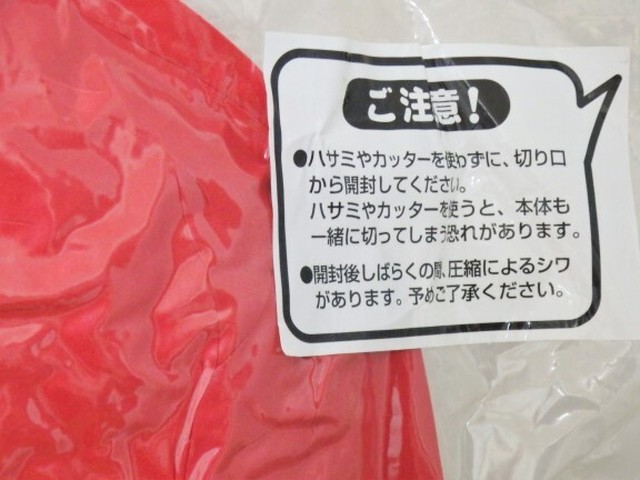 ご注意！
●ハサミやカッターを使わずに、切り口
から開封してください。
ハサミやカッターを使うと、本体も
一緒に切ってしまう恐れがあります。
●開封後しばらくの間、圧縮によるシワ
があります。予めご了承ください。